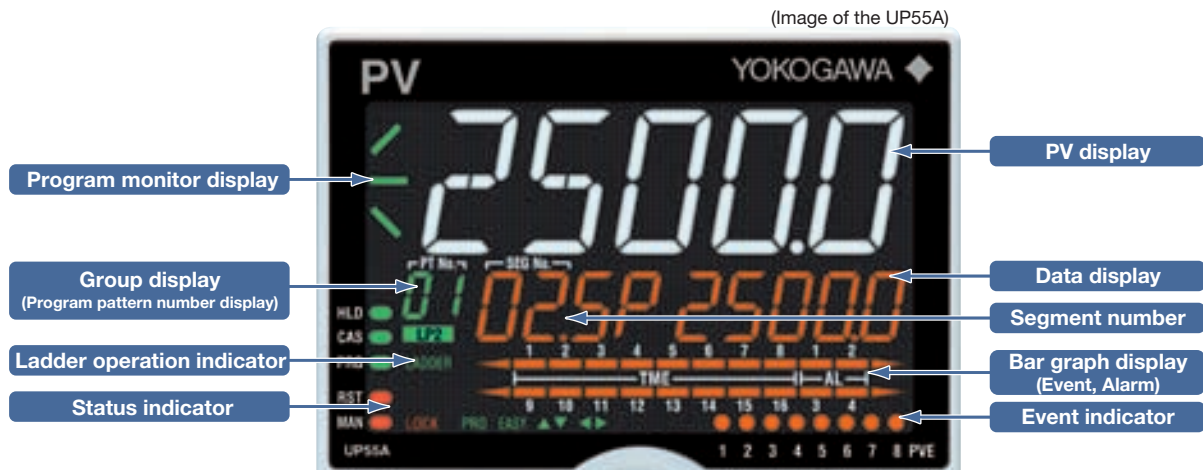 (Image of the UP55A)
PV
YOKOGAWA
2500.0
PV display
Program monitor display
PT No.
SEG No.
Group display
(Program pattern number display)
01
02.SP 2500.0
Data display
Segment number
HLD
LP2
CAS
Ladder operation indicator
PRG
LADDER
1 2 3 4 5 6 7 8 1 2
TME
AL
Bar graph display
(Event, Alarm)
Status indicator
RST
9 10 11 12 13 14 15 16 3 4
MAN
LOCK
PRO
EASY
Event indicator
UP55A
1 2 3 4 5 6 7 8 PVE